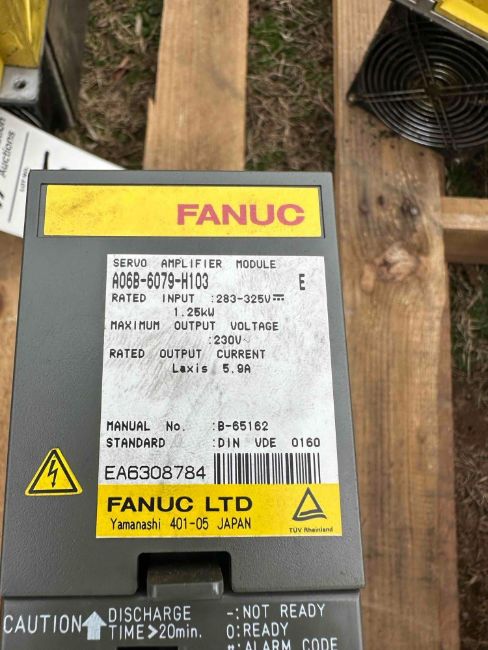 Auctions
FANUC
SERVO AMPLIFIER MODULE
A06B-6079-H103 E
RATED INPUT :283-325V⎓
1.25kW
MAXIMUM OUTPUT VOLTAGE
:230V~
RATED OUTPUT CURRENT
Laxis 5.9A
MANUAL No. :B-65162
STANDARD :DIN VDE 0160
EA6308784
FANUC LTD
Yamanashi 401-05 JAPAN
TÜV Rheinland
CAUTION DISCHARGE TIME>20min.
-:NOT READY
0:READY
#:ALARM CODE